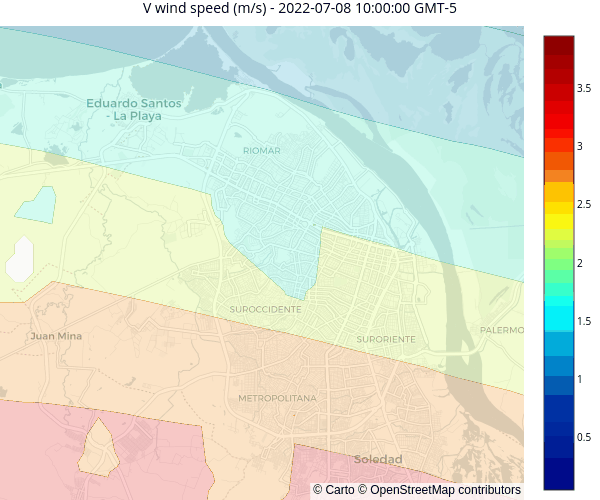 V wind speed (m/s) - 2022-07-08 10:00:00 GMT-5
Eduardo Santos
- La Playa
RIOMAR
SUROCCIDENTE
PALERMO
Juan Mina
SURORIENTE
METROPOLITANA
Soledad
© Carto © OpenStreetMap contributors
3.5
3
2.5
2
1.5
1
0.5